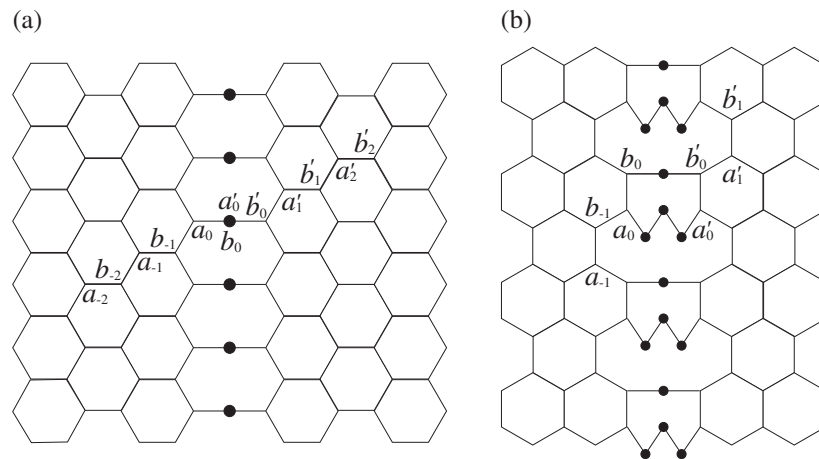 (a)
(b)
b'₁
b'₂
a'₂
b'₁
a'₁
a'₀ b'₀
a₀
b₀
b₋₁
a₋₁
b₋₂
a₋₂
b₀ b'₀
a'₁
b₋₁
a₀ a'₀
a₋₁